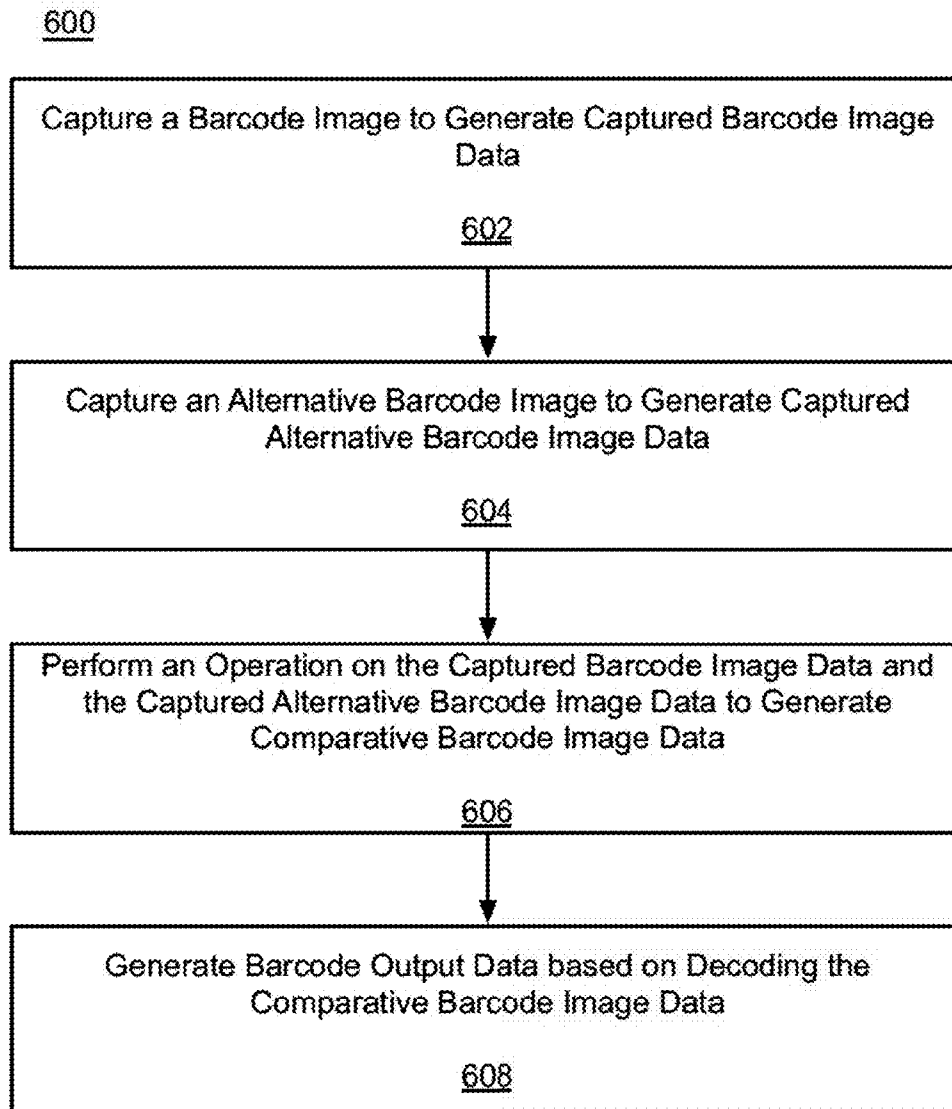 600
Capture a Barcode Image to Generate Captured Barcode Image
Data
602
Capture an Alternative Barcode Image to Generate Captured
Alternative Barcode Image Data
604
Perform an Operation on the Captured Barcode Image Data and
the Captured Alternative Barcode Image Data to Generate
Comparative Barcode Image Data
606
Generate Barcode Output Data based on Decoding the
Comparative Barcode Image Data
608